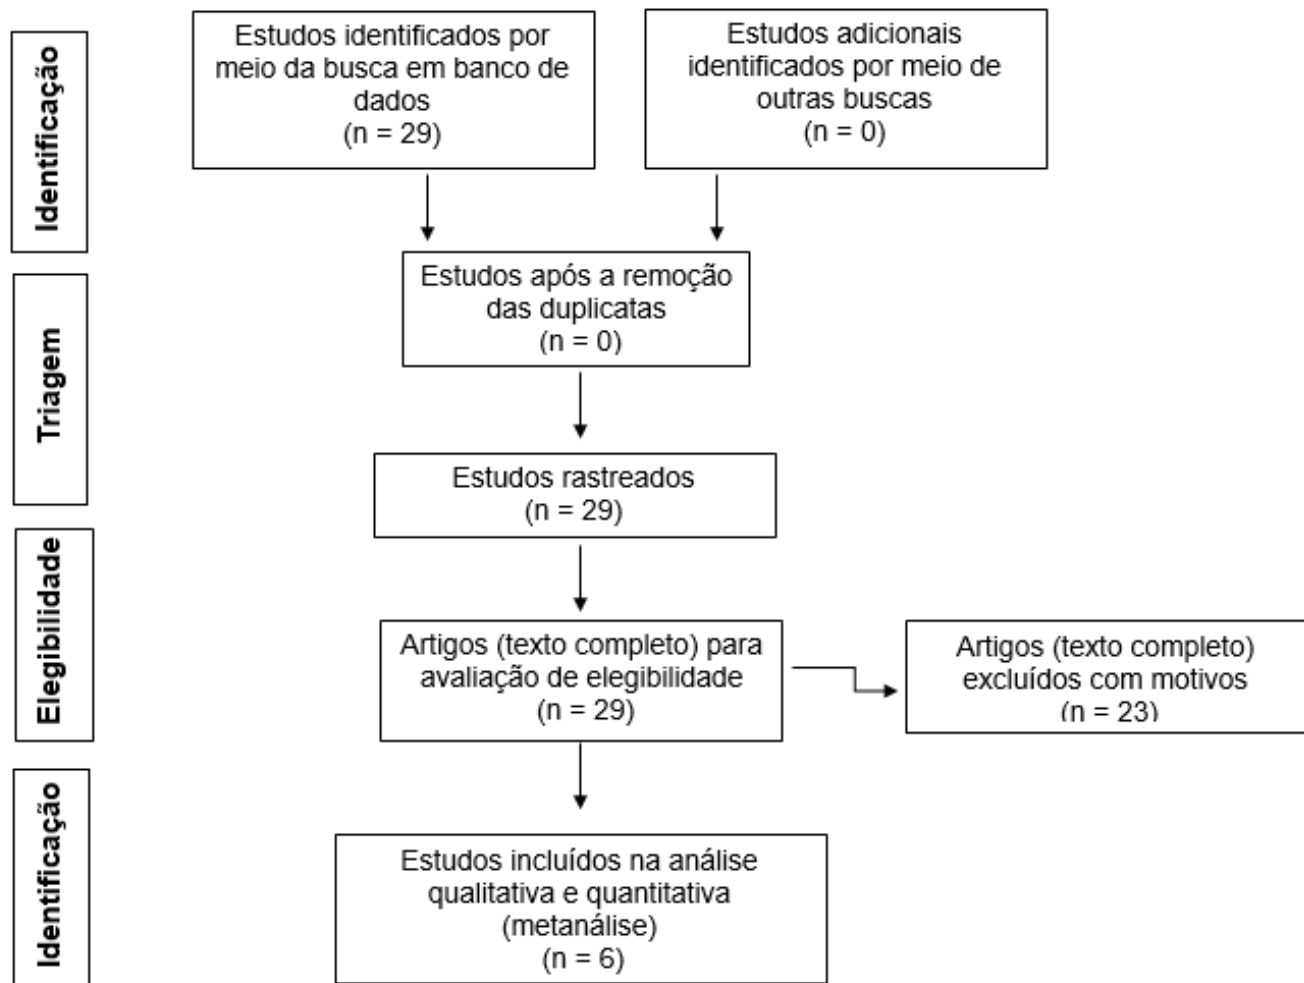 Identificação
Estudos identificados por
meio da busca em banco de
dados
(n = 29)
Estudos adicionais
identificados por meio de
outras buscas
(n = 0)
Triagem
Estudos após a remoção
das duplicatas
(n = 0)
Estudos rastreados
(n = 29)
Elegibilidade
Artigos (texto completo) para
avaliação de elegibilidade
(n = 29)
Artigos (texto completo)
excluídos com motivos
(n = 23)
Identificação
Estudos incluídos na análise
qualitativa e quantitativa
(metanálise)
(n = 6)